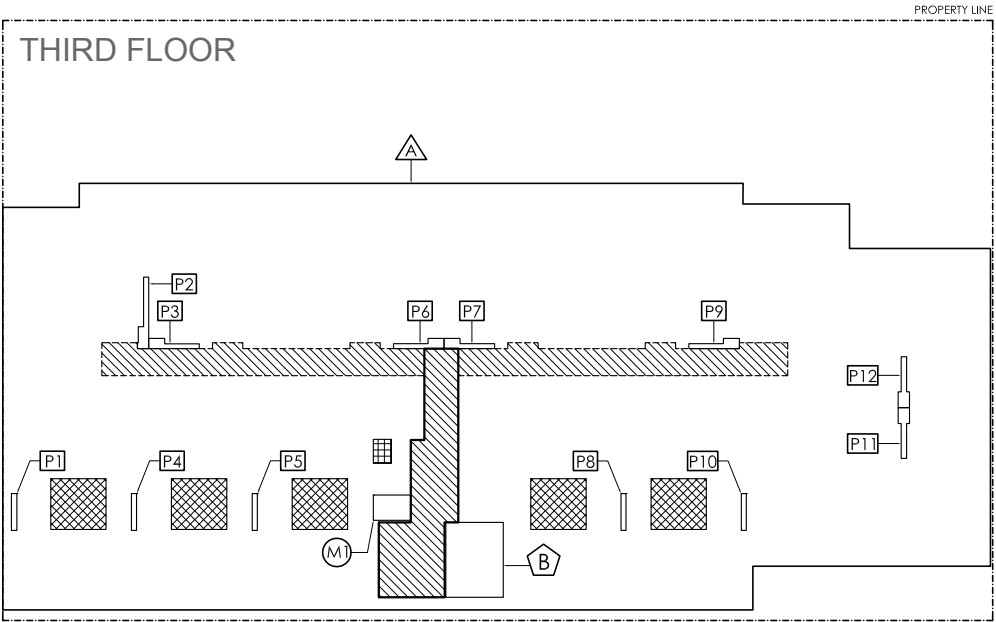 PROPERTY LINE
THIRD FLOOR
A
P2
P3
P6
P7
P9
P12
P11
P1
P4
P5
P8
P10
M1
B